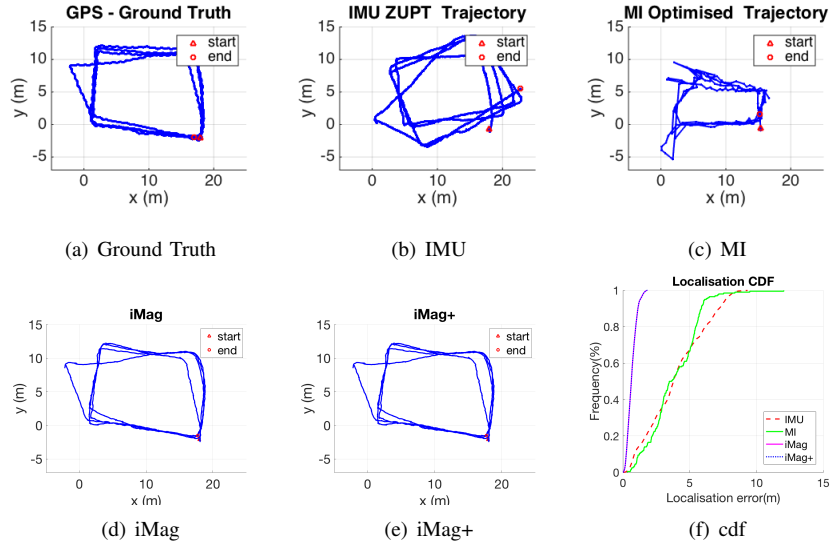 GPS - Ground Truth
start
end
y (m)
15
10
5
0
-5
0
10
20
x (m)
(a) Ground Truth
IMU ZUPT Trajectory
start
end
y (m)
15
10
5
0
-5
0
10
20
x (m)
(b) IMU
MI Optimised Trajectory
start
end
y (m)
15
10
5
0
-5
0
10
20
x (m)
(c) MI
iMag
start
end
y (m)
15
10
5
0
-5
0
10
20
x (m)
(d) iMag
iMag+
start
end
y (m)
15
10
5
0
-5
0
10
20
x (m)
(e) iMag+
Localisation CDF
Frequency(%)
1
0.8
0.6
0.4
0.2
0
IMU
MI
iMag
iMag+
0
5
10
15
Localisation error(m)
(f) cdf